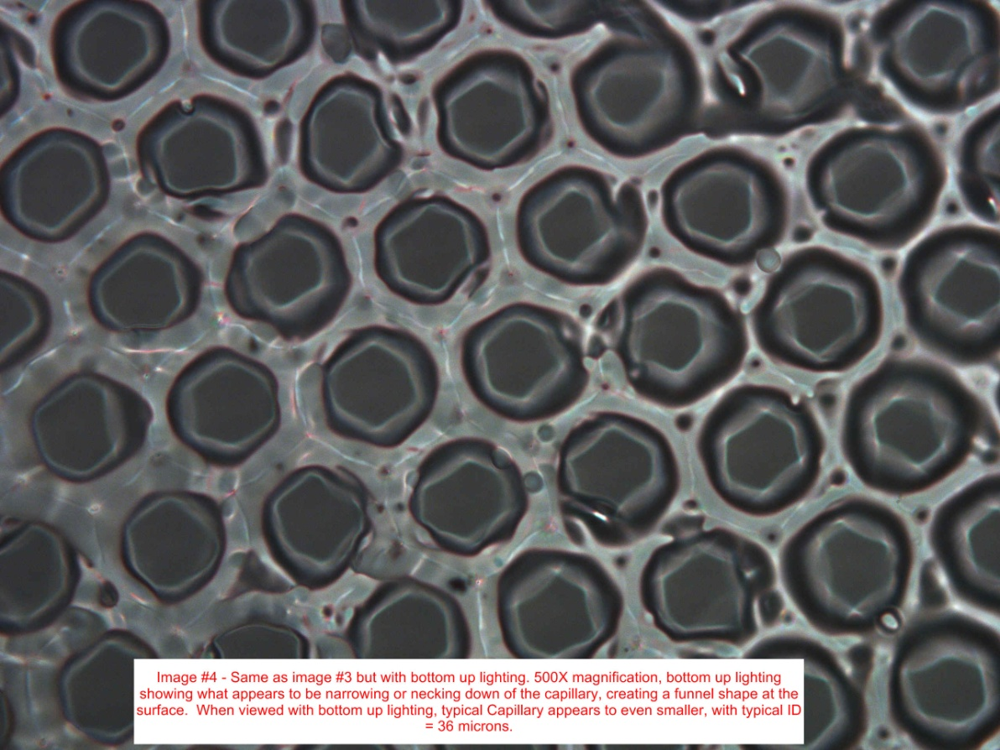 Image #4 - Same as image #3 but with bottom up lighting. 500X magnification, bottom up lighting
showing what appears to be narrowing or necking down of the capillary, creating a funnel shape at the
surface.  When viewed with bottom up lighting, typical Capillary appears to even smaller, with typical ID
= 36 microns.